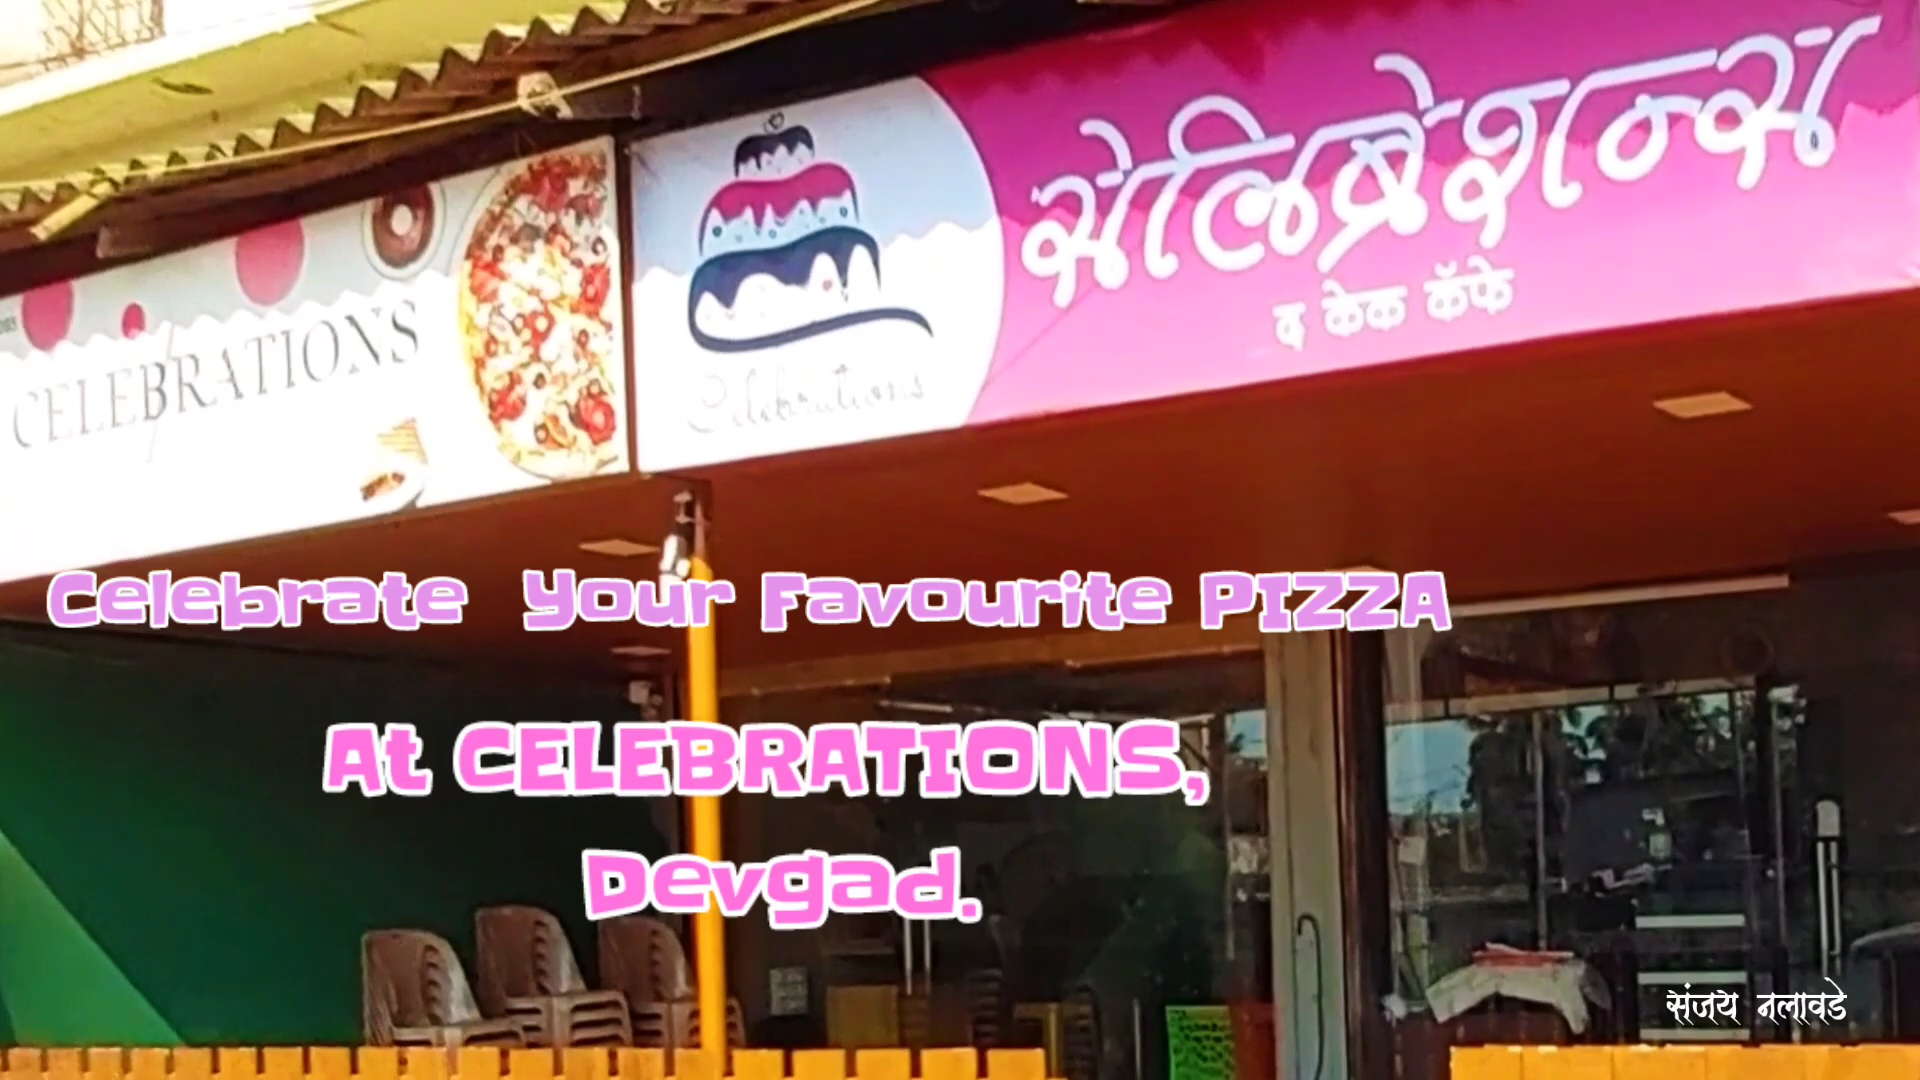 CELEBRATIONS
Celebrations
सेलिब्रेशन्स
द केक कॅफे
Celebrate Your Favourite PIZZA
At CELEBRATIONS,
Devgad.
संजय नलावडे